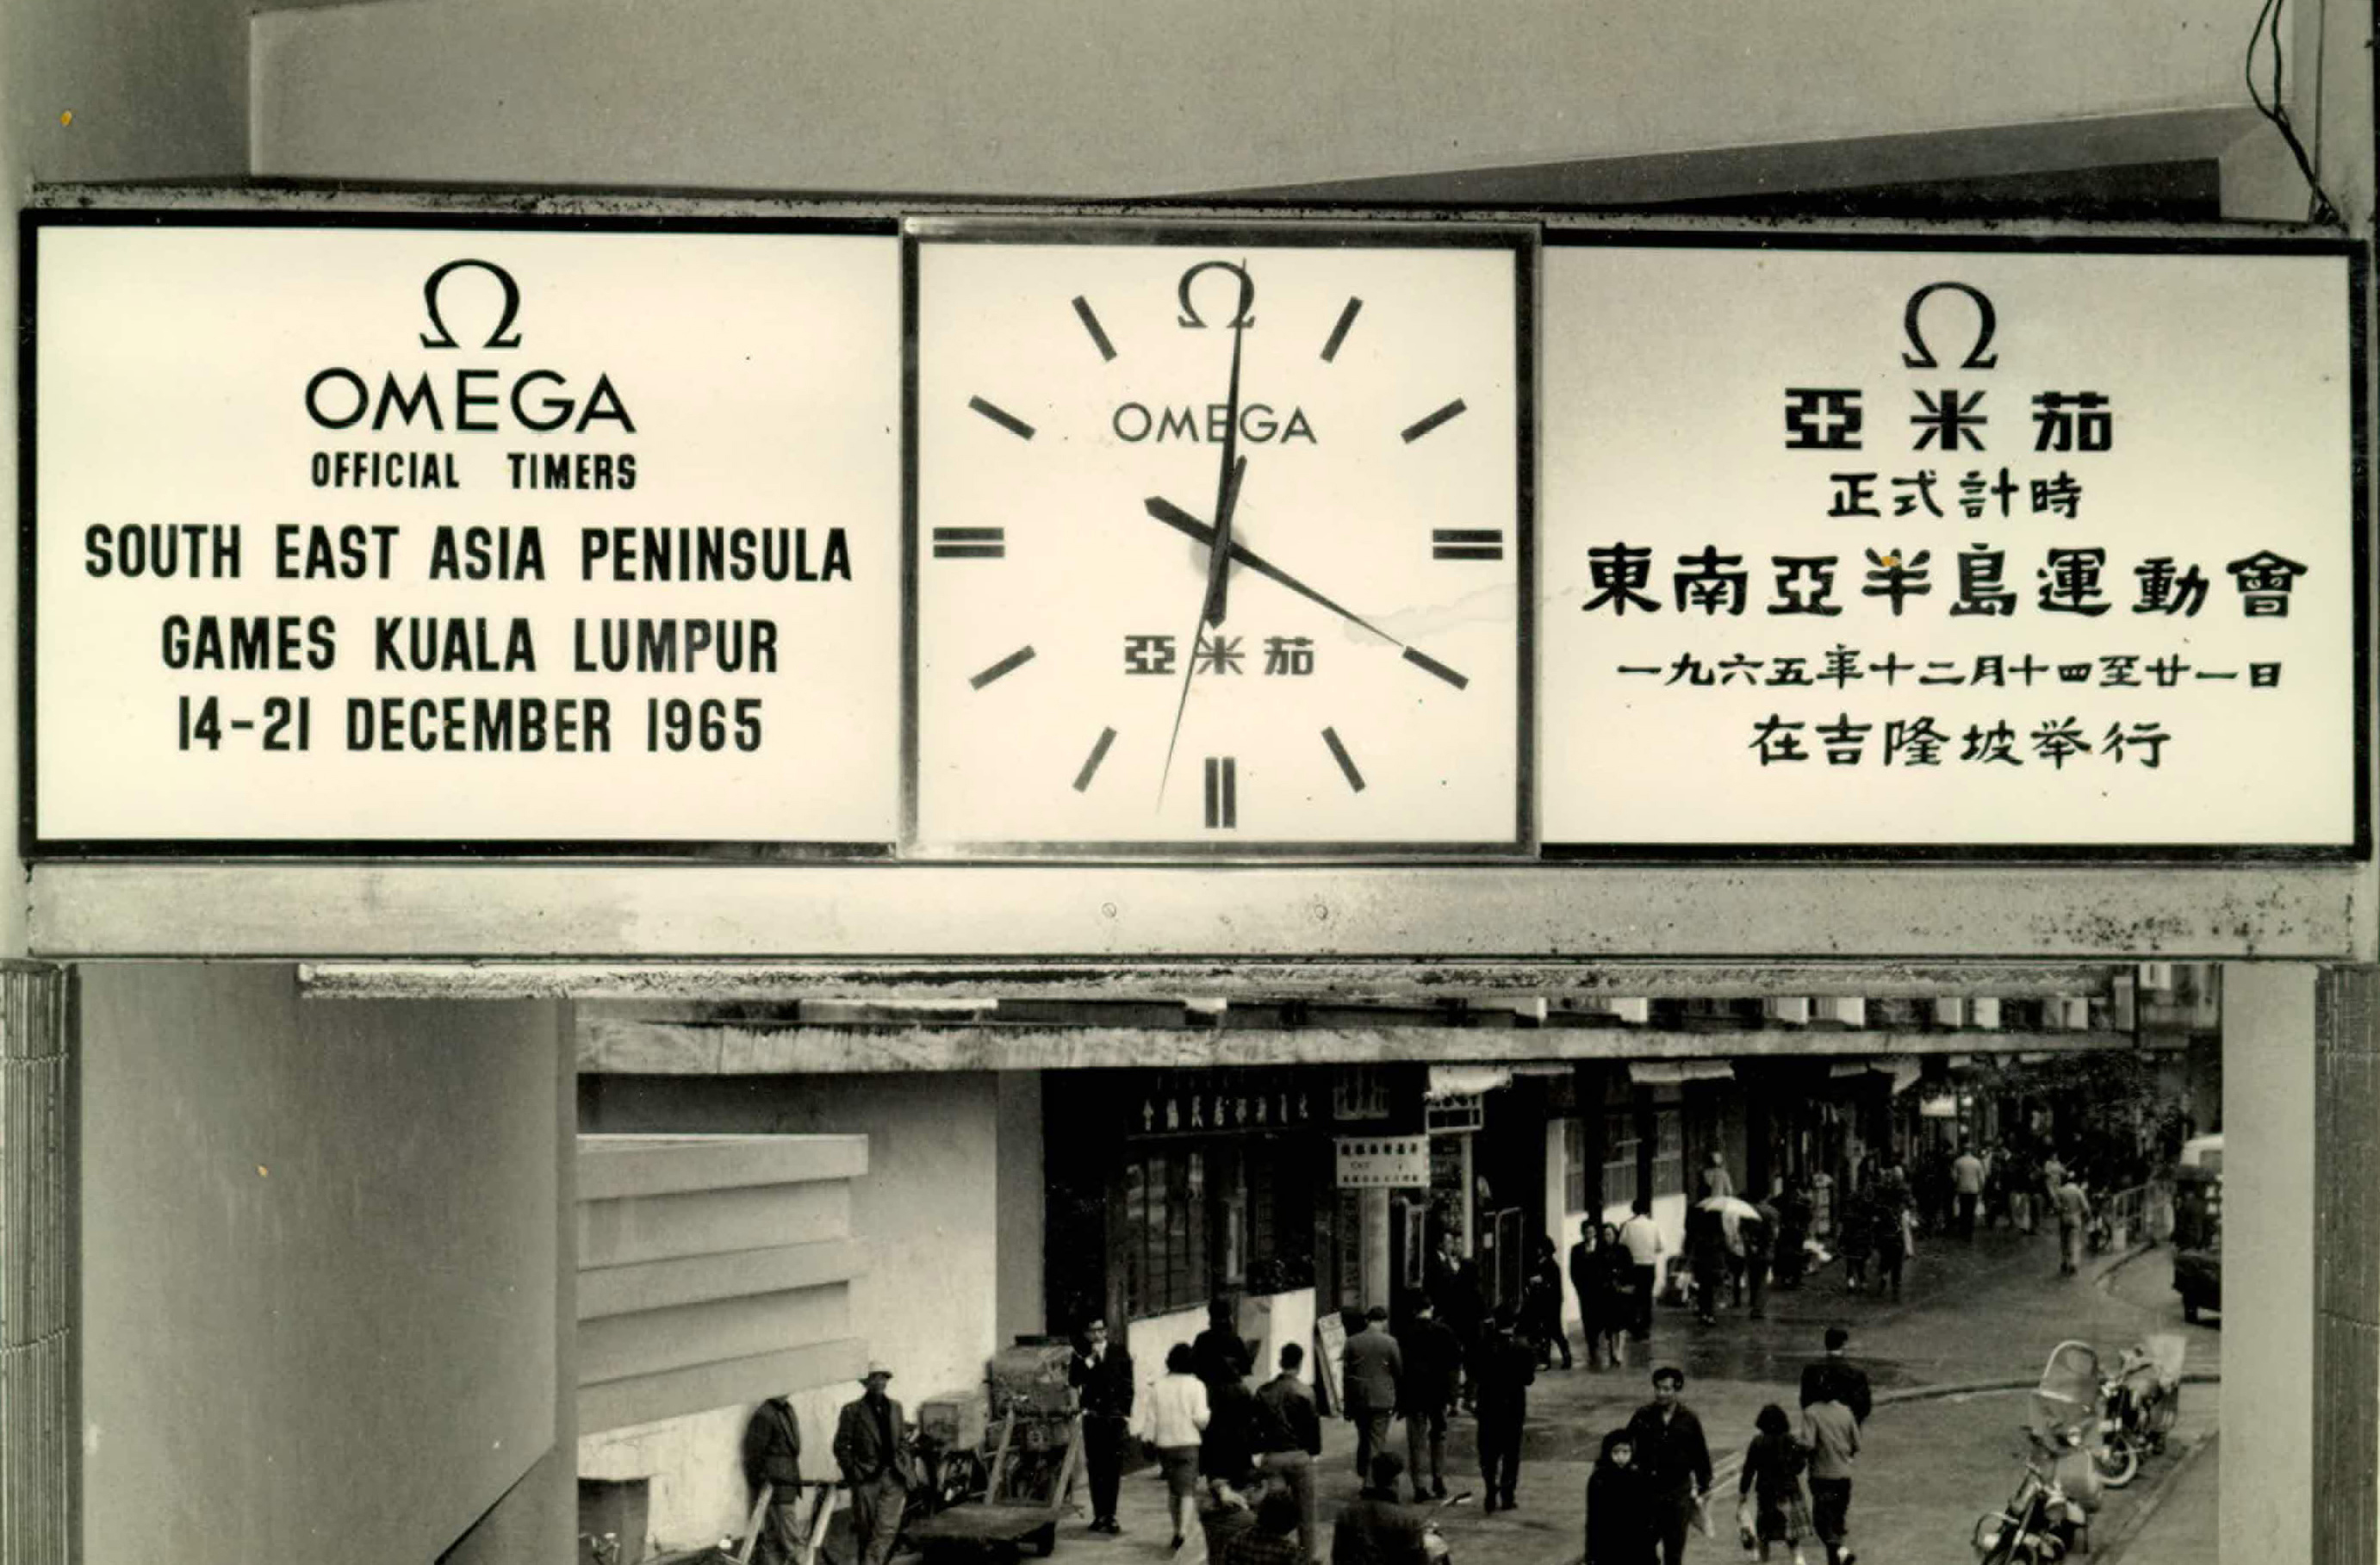 Ω
OMEGA
OFFICIAL TIMERS
SOUTH EAST ASIA PENINSULA
GAMES KUALA LUMPUR
14-21 DECEMBER 1965
Ω
OMEGA
亞米茄
Ω
亞米茄
正式計時
東南亞半島運動會
一九六五年十二月十四至廿一日
在吉隆坡举行